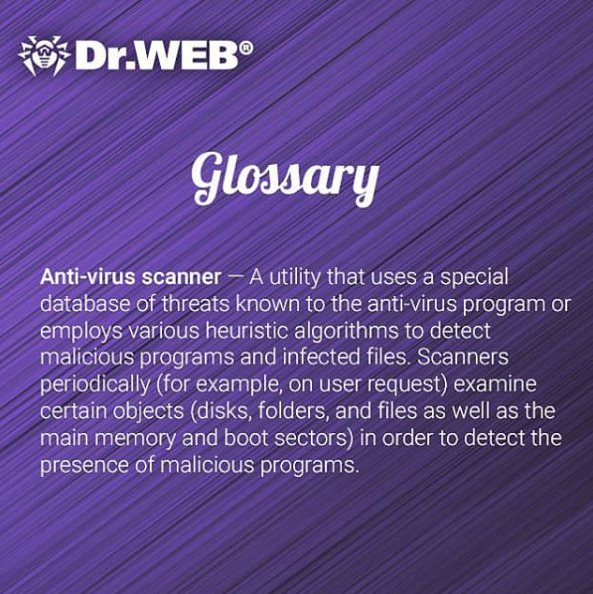 Dr.WEB®
Glossary
Anti-virus scanner — A utility that uses a special
database of threats known to the anti-virus program or
employs various heuristic algorithms to detect
malicious programs and infected files. Scanners
periodically (for example, on user request) examine
certain objects (disks, folders, and files as well as the
main memory and boot sectors) in order to detect the
presence of malicious programs.